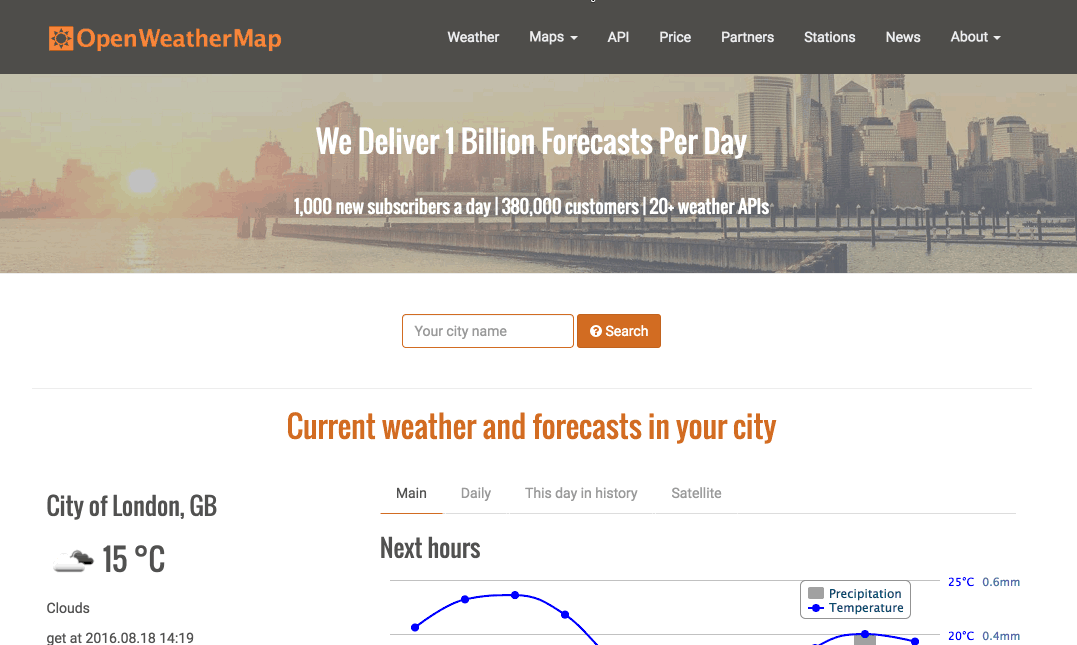 OpenWeatherMap
Weather Maps API Price Partners Stations News About
We Deliver 1 Billion Forecasts Per Day
1,000 new subscribers a day | 380,000 customers | 20+ weather APIs
Your city name Search
Current weather and forecasts in your city
City of London, GB
15 °C
Clouds
get at 2016.08.18 14:19
Main Daily This day in history Satellite
Next hours
25°C 0.6mm
Precipitation
Temperature
20°C 0.4mm